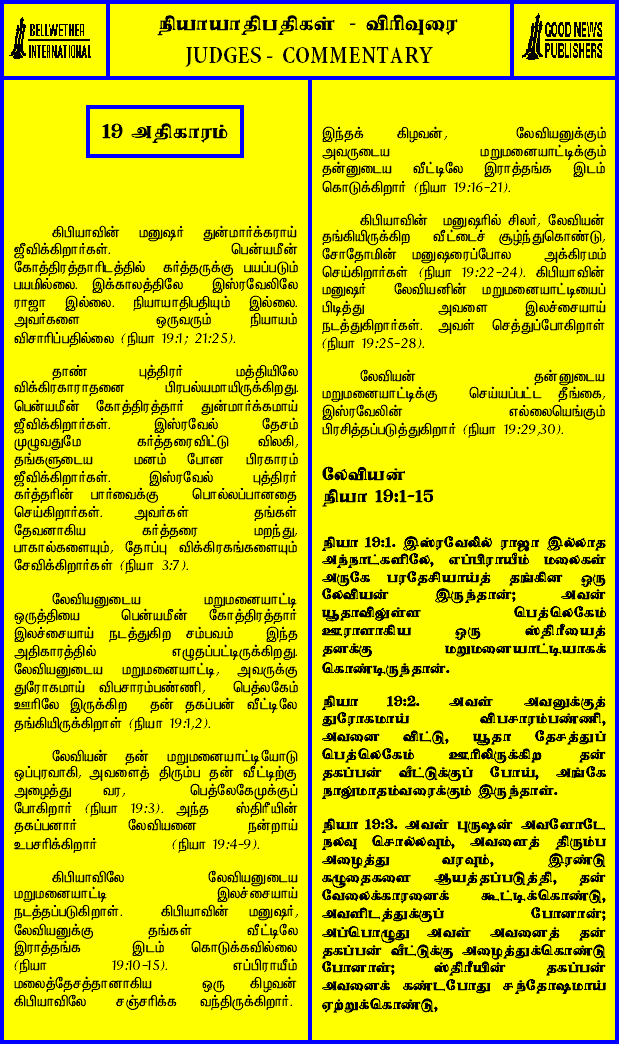 BELLWETHER
INTERNATIONAL
நியாயாதிபதிகள் - விரிவுரை
JUDGES - COMMENTARY
GOOD NEWS
PUBLISHERS
19 அதிகாரம்
கிபியாவின் மனுஷர் துன்மார்க்கராய்
ஜீவிக்கிறார்கள். பென்யமீன்
கோத்திரத்தாரிடத்தில் கர்த்தருக்கு பயப்படும்
பயமில்லை. இக்காலத்திலே இஸ்ரவேலிலே
ராஜா இல்லை. நியாயாதிபதியும் இல்லை.
அவர்களை ஒருவரும் நியாயம்
விசாரிப்பதில்லை (நியா 19:1; 21:25).
தாண் புத்திரர் மத்தியிலே
விக்கிரகாராதனை பிரபல்யமாயிருக்கிறது.
பென்யமீன் கோத்திரத்தார் துன்மார்க்கமாய்
ஜீவிக்கிறார்கள். இஸ்ரவேல் தேசம்
முழுவதுமே கர்த்தரைவிட்டு விலகி,
தங்களுடைய மனம் போன பிரகாரம்
ஜீவிக்கிறார்கள். இஸ்ரவேல் புத்திரர்
கர்த்தரின் பார்வைக்கு பொல்லாப்பானதை
செய்கிறார்கள். அவர்கள் தங்கள்
தேவனாகிய கர்த்தரை மறந்து,
பாகால்களையும், தோப்பு விக்கிரகங்களையும்
சேவிக்கிறார்கள் (நியா 3:7).
லேவியனுடைய மறுமனையாட்டி
ஒருத்தியை பென்யமீன் கோத்திரத்தார்
இலச்சையாய் நடத்துகிற சம்பவம் இந்த
அதிகாரத்தில் எழுதப்பட்டிருக்கிறது.
லேவியனுடைய மறுமனையாட்டி, அவருக்கு
துரோகமாய் விபசாரம்பண்ணி, பெத்லகேம்
ஊரிலே இருக்கிற தன் தகப்பன் வீட்டிலே
தங்கியிருக்கிறாள் (நியா 19:1,2).
லேவியன் தன் மறுமனையாட்டியோடு
ஒப்புரவாகி, அவளைத் திரும்ப தன் வீட்டிற்கு
அழைத்து வர, பெத்லேகேமுக்குப்
போகிறார் (நியா 19:3). அந்த ஸ்திரீயின்
தகப்பனார் லேவியனை நன்றாய்
உபசரிக்கிறார் (நியா 19:4-9).
கிபியாவிலே லேவியனுடைய
மறுமனையாட்டி இலச்சையாய்
நடத்தப்படுகிறாள். கிபியாவின் மனுஷர்,
லேவியனுக்கு தங்கள் வீட்டிலே
இராத்தங்க இடம் கொடுக்கவில்லை
(நியா 19:10-15). எப்பிராயீம்
மலைத்தேசத்தானாகிய ஒரு கிழவன்
கிபியாவிலே சஞ்சரிக்க வந்திருக்கிறார்.
இந்தக் கிழவன், லேவியனுக்கும்
அவருடைய மறுமனையாட்டிக்கும்
தன்னுடைய வீட்டிலே இராத்தங்க இடம்
கொடுக்கிறார் (நியா 19:16-21).
கிபியாவின் மனுஷரில் சிலர், லேவியன்
தங்கியிருக்கிற வீட்டைச் சூழ்ந்துகொண்டு,
சோதோமின் மனுஷரைப்போல அக்கிரமம்
செய்கிறார்கள் (நியா 19:22-24). கிபியாவின்
மனுஷர் லேவியனின் மறுமனையாட்டியைப்
பிடித்து அவளை இலச்சையாய்
நடத்துகிறார்கள். அவள் செத்துப்போகிறாள்
(நியா 19:25-28).
லேவியன் தன்னுடைய
மறுமனையாட்டிக்கு செய்யப்பட்ட தீங்கை,
இஸ்ரவேலின் எல்லையெங்கும்
பிரசித்தப்படுத்துகிறார் (நியா 19:29,30).
லேவியன்
நியா 19:1-15
நியா 19:1. இஸ்ரவேலில் ராஜா இல்லாத
அந்நாட்களிலே, எப்பிராயீம் மலைகள்
அருகே பரதேசியாய்த் தங்கின ஒரு
லேவியன் இருந்தான்; அவன்
யூதாவிலுள்ள பெத்லெகேம்
ஊராளாகிய ஒரு ஸ்திரீயைத்
தனக்கு மறுமனையாட்டியாகக்
கொண்டிருந்தான்.
நியா 19:2. அவள் அவனுக்குத்
துரோகமாய் விபசாரம்பண்ணி,
அவனை விட்டு, யூதா தேசத்துப்
பெத்லெகேம் ஊரிலிருக்கிற தன்
தகப்பன் வீட்டுக்குப் போய், அங்கே
நாலுமாதம்வரைக்கும் இருந்தாள்.
நியா 19:3. அவள் புருஷன் அவளோடே
நலவு சொல்லவும், அவளைத் திரும்ப
அழைத்து வரவும், இரண்டு
கழுதைகளை ஆயத்தப்படுத்தி, தன்
வேலைக்காரனைக் கூட்டிக்கொண்டு,
அவளிடத்துக்குப் போனான்;
அப்பொழுது அவள் அவனைத் தன்
தகப்பன் வீட்டுக்கு அழைத்துக்கொண்டு
போனாள்; ஸ்திரீயின் தகப்பன்
அவனைக் கண்டபோது சந்தோஷமாய்
ஏற்றுக்கொண்டு,